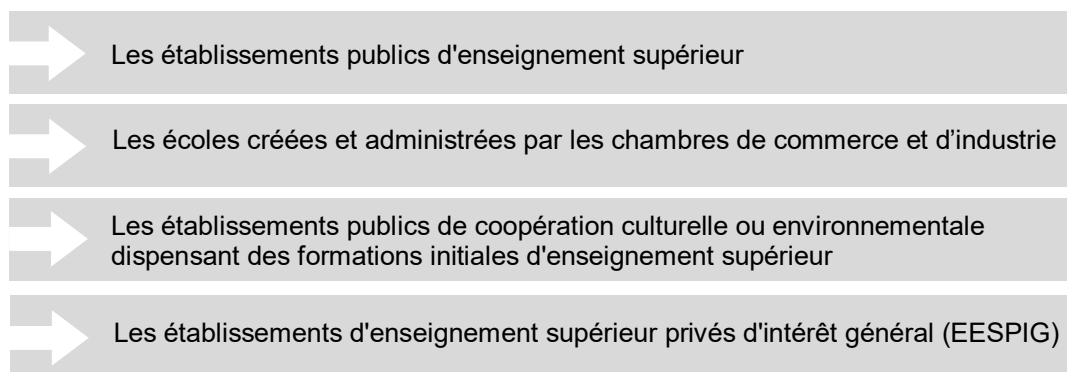 Les établissements publics d'enseignement supérieur
Les écoles créées et administrées par les chambres de commerce et d’industrie
Les établissements publics de coopération culturelle ou environnementale
dispensant des formations initiales d'enseignement supérieur
Les établissements d'enseignement supérieur privés d'intérêt général (EESPIG)